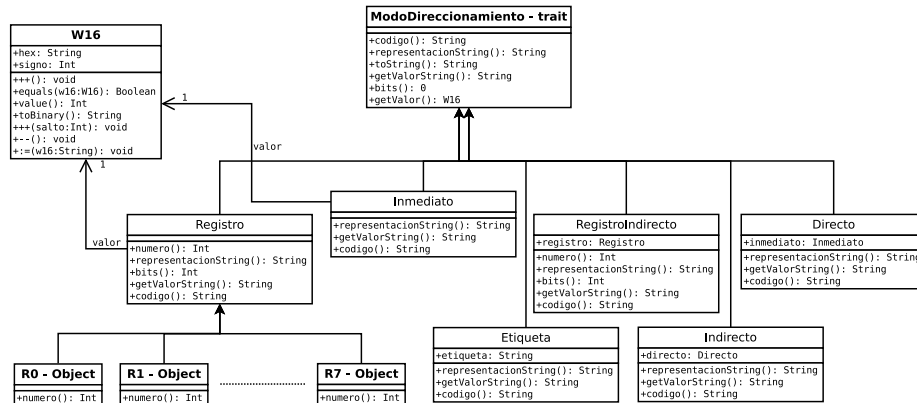 W16
+hex: String
+signo: Int
+++(): void
+equals(w16:W16): Boolean
+value(): Int
+toBinary(): String
+++(salto:Int): void
+--(): void
+:=(w16:String): void
ModoDireccionamiento - trait
+codigo(): String
+representacionString(): String
+toString(): String
+getValorString(): String
+bits(): 0
+getValor(): W16
1
valor
1
valor
Registro
+numero(): Int
+representacionString(): String
+bits(): Int
+getValorString(): String
+codigo(): String
Inmediato
+representacionString(): String
+getValorString(): String
+codigo(): String
RegistroIndirecto
+registro: Registro
+numero(): Int
+representacionString(): String
+bits(): Int
+getValorString(): String
+codigo(): String
Directo
+inmediato: Inmediato
+representacionString(): String
+getValorString(): String
+codigo(): String
Etiqueta
+etiqueta: String
+representacionString(): String
+getValorString(): String
+codigo(): String
Indirecto
+directo: Directo
+representacionString(): String
+getValorString(): String
+codigo(): String
R0 - Object
+numero(): Int
R1 - Object
+numero(): Int
R7 - Object
+numero(): Int